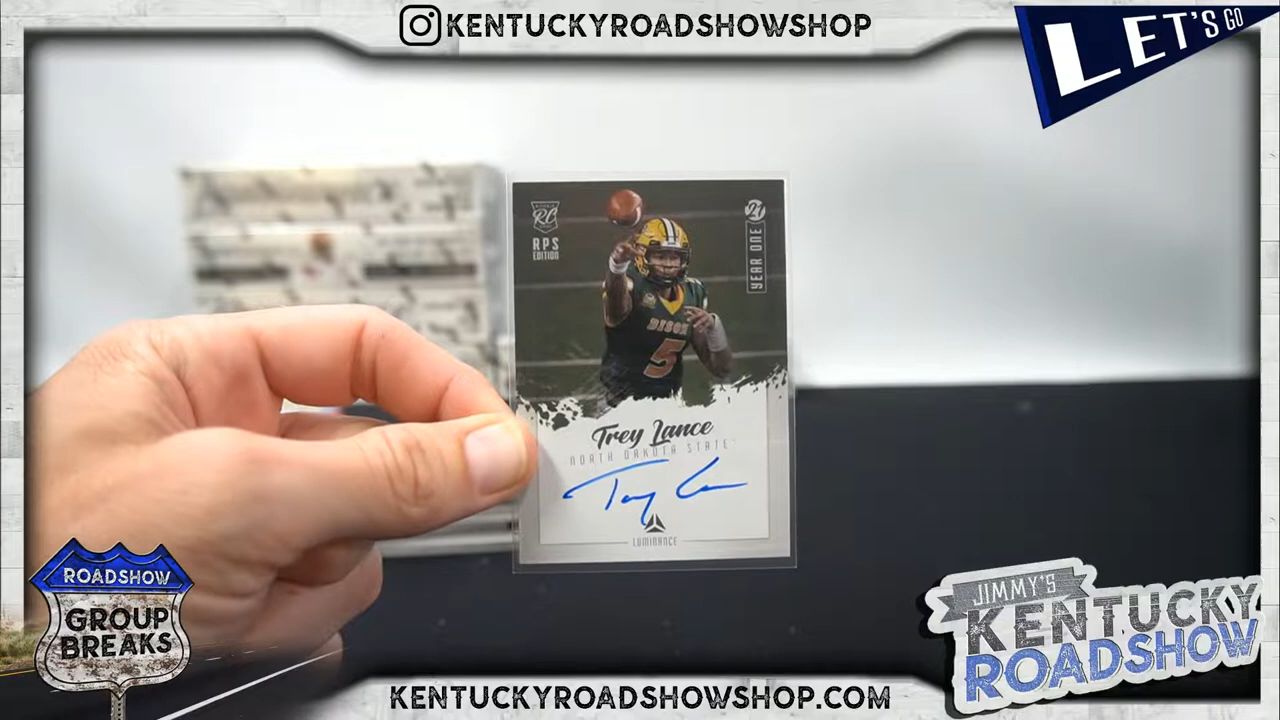 KENTUCKYROADSHOWSHOP
LET'S GO
RC
RPS
EDITION
21
YEAR ONE
BISON
5
Trey Lance
NORTH DAKOTA STATE
LUMINANCE
ROADSHOW
GROUP
BREAKS
JIMMY'S
KENTUCKY
ROADSHOW
KENTUCKYROADSHOWSHOP.COM